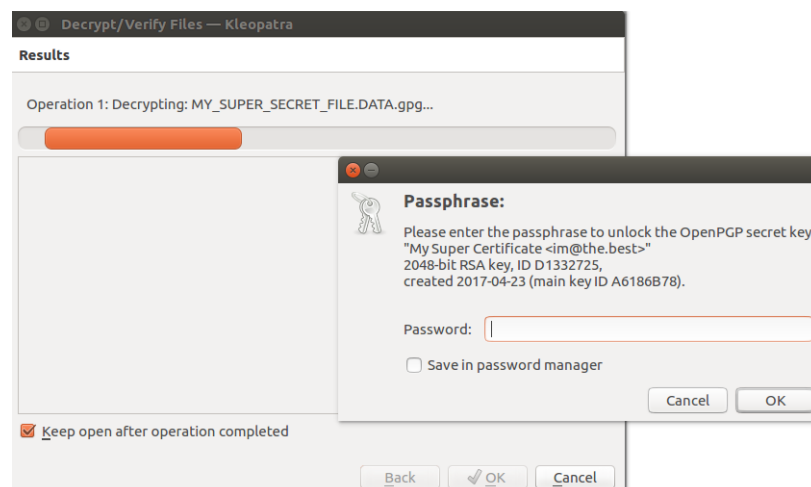 Decrypt/Verify Files — Kleopatra
Results
Operation 1: Decrypting: MY_SUPER_SECRET_FILE.DATA.gpg...
Passphrase:
Please enter the passphrase to unlock the OpenPGP secret key
"My Super Certificate <im@the.best>"
2048-bit RSA key, ID D1332725,
created 2017-04-23 (main key ID A6186B78).
Password:
Save in password manager
Cancel OK
Keep open after operation completed
Back OK Cancel